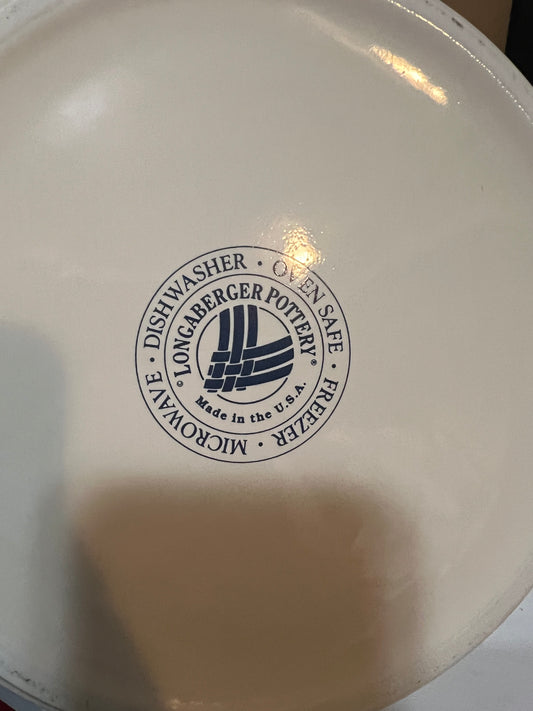 MICROWAVE · DISHWASHER · OVEN SAFE · FREEZER ·
© LONGABERGER POTTERY ®
Made in the U.S.A.